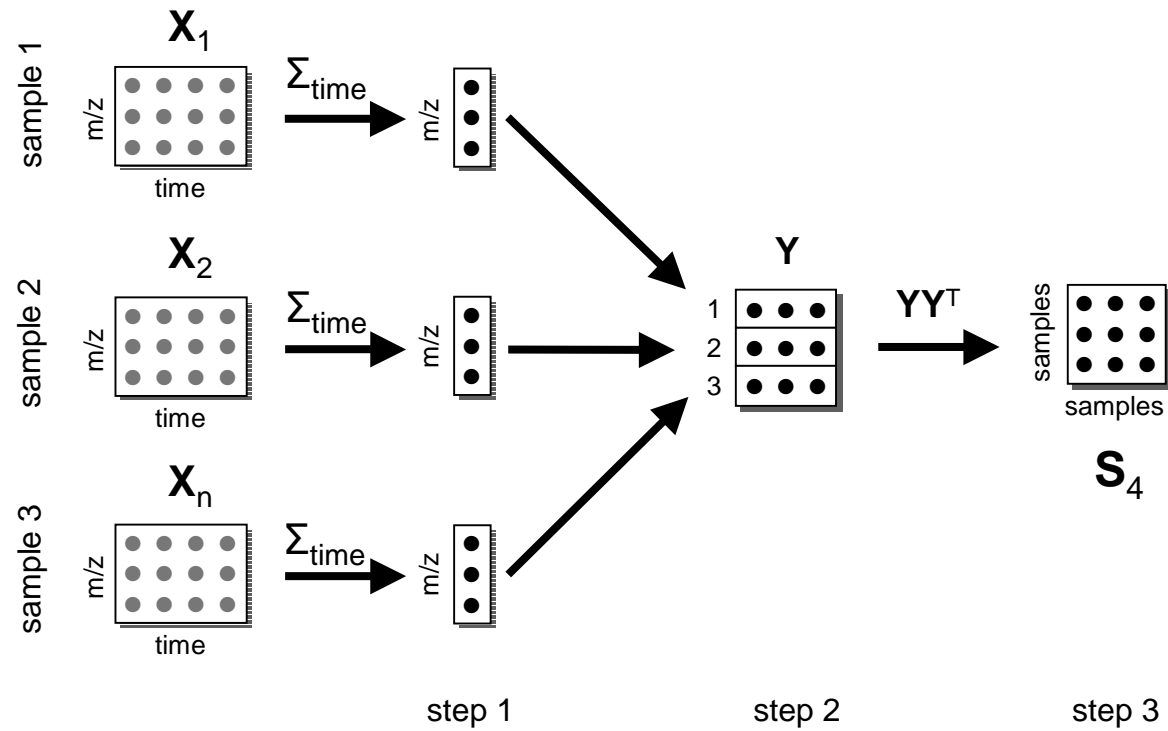 X₁
sample 1
m/z
time
Σtime
m/z
X₂
sample 2
m/z
time
Σtime
m/z
Xn
sample 3
m/z
time
Σtime
m/z
Y
1
2
3
YYᵀ
samples
samples
S₄
step 1
step 2
step 3